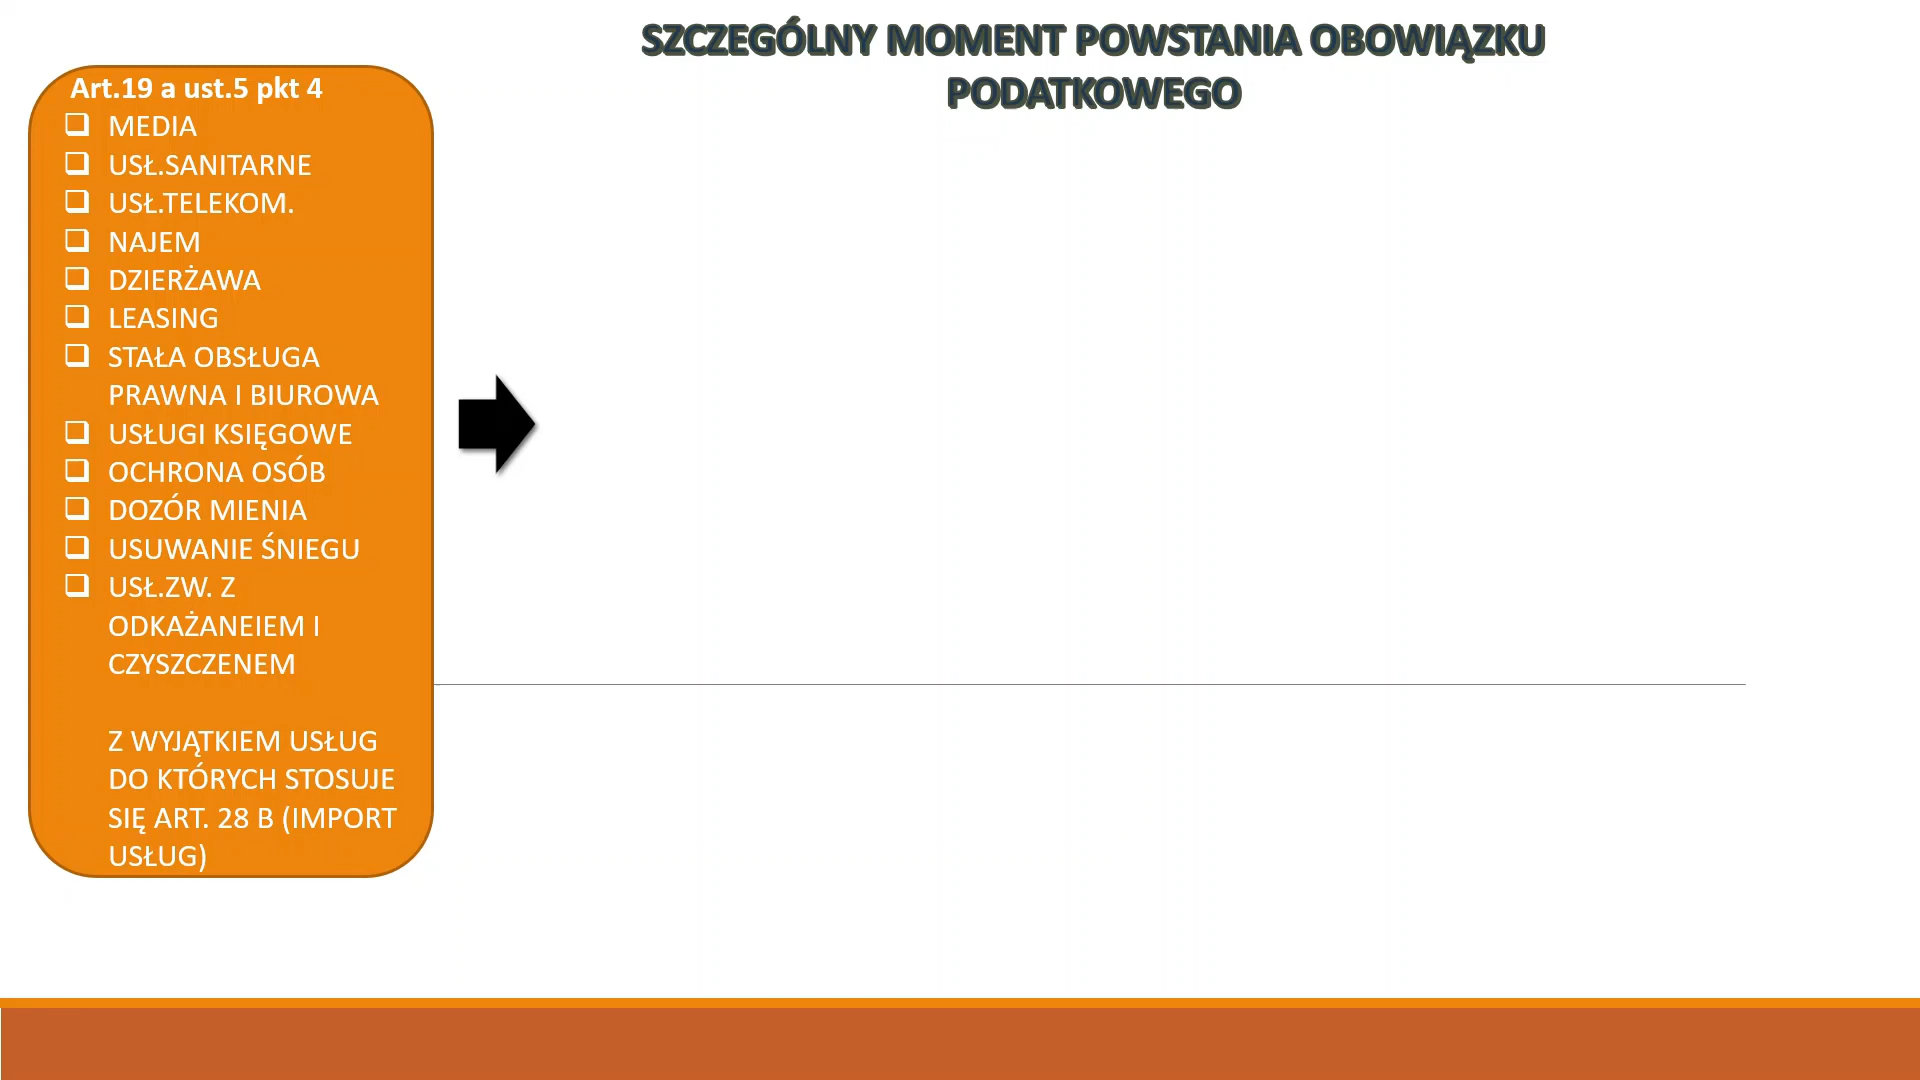 SZCZEGÓLNY MOMENT POWSTANIA OBOWIĄZKU
PODATKOWEGO
Art.19 a ust.5 pkt 4
MEDIA
USŁ.SANITARNE
USŁ.TELEKOM.
NAJEM
DZIERŻAWA
LEASING
STAŁA OBSŁUGA
PRAWNA I BIUROWA
USŁUGI KSIĘGOWE
OCHRONA OSÓB
DOZÓR MIENIA
USUWANIE ŚNIEGU
USŁ.ZW. Z
ODKAŻANEIEM I
CZYSZCZENEM
Z WYJĄTKIEM USŁUG
DO KTÓRYCH STOSUJE
SIĘ ART. 28 B (IMPORT
USŁUG)